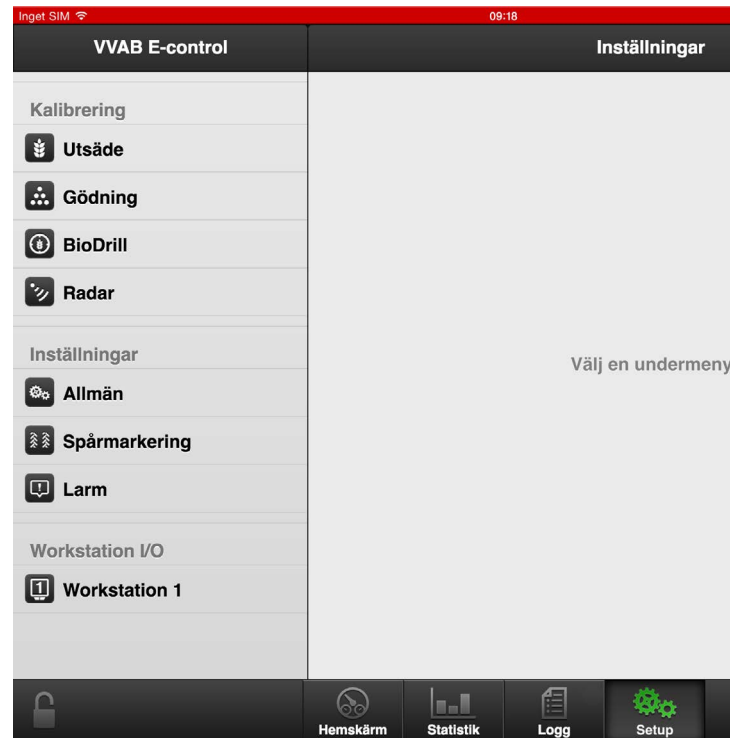 Inget SIM 09:18
VVAB E-control
Inställningar
Kalibrering
Utsäde
Gödning
BioDrill
Radar
Inställningar
Allmän
Spårmarkering
Larm
Workstation I/O
1 Workstation 1
Välj en undermeny
Hemskärm
Statistik
Logg
Setup